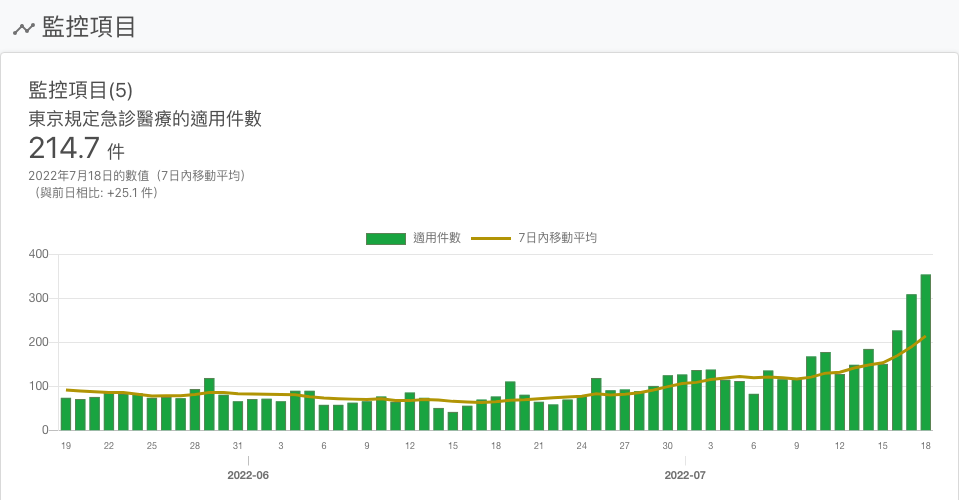 監控項目
監控項目(5)
東京規定急診醫療的適用件數
214.7 件
2022年7月18日的數值（7日內移動平均）
（與前日相比: +25.1 件）
適用件數 7日內移動平均
400
300
200
100
0
19 22 25 28 31 3 6 9 12 15 18 21 24 27 30 3 6 9 12 15 18
2022-06 2022-07